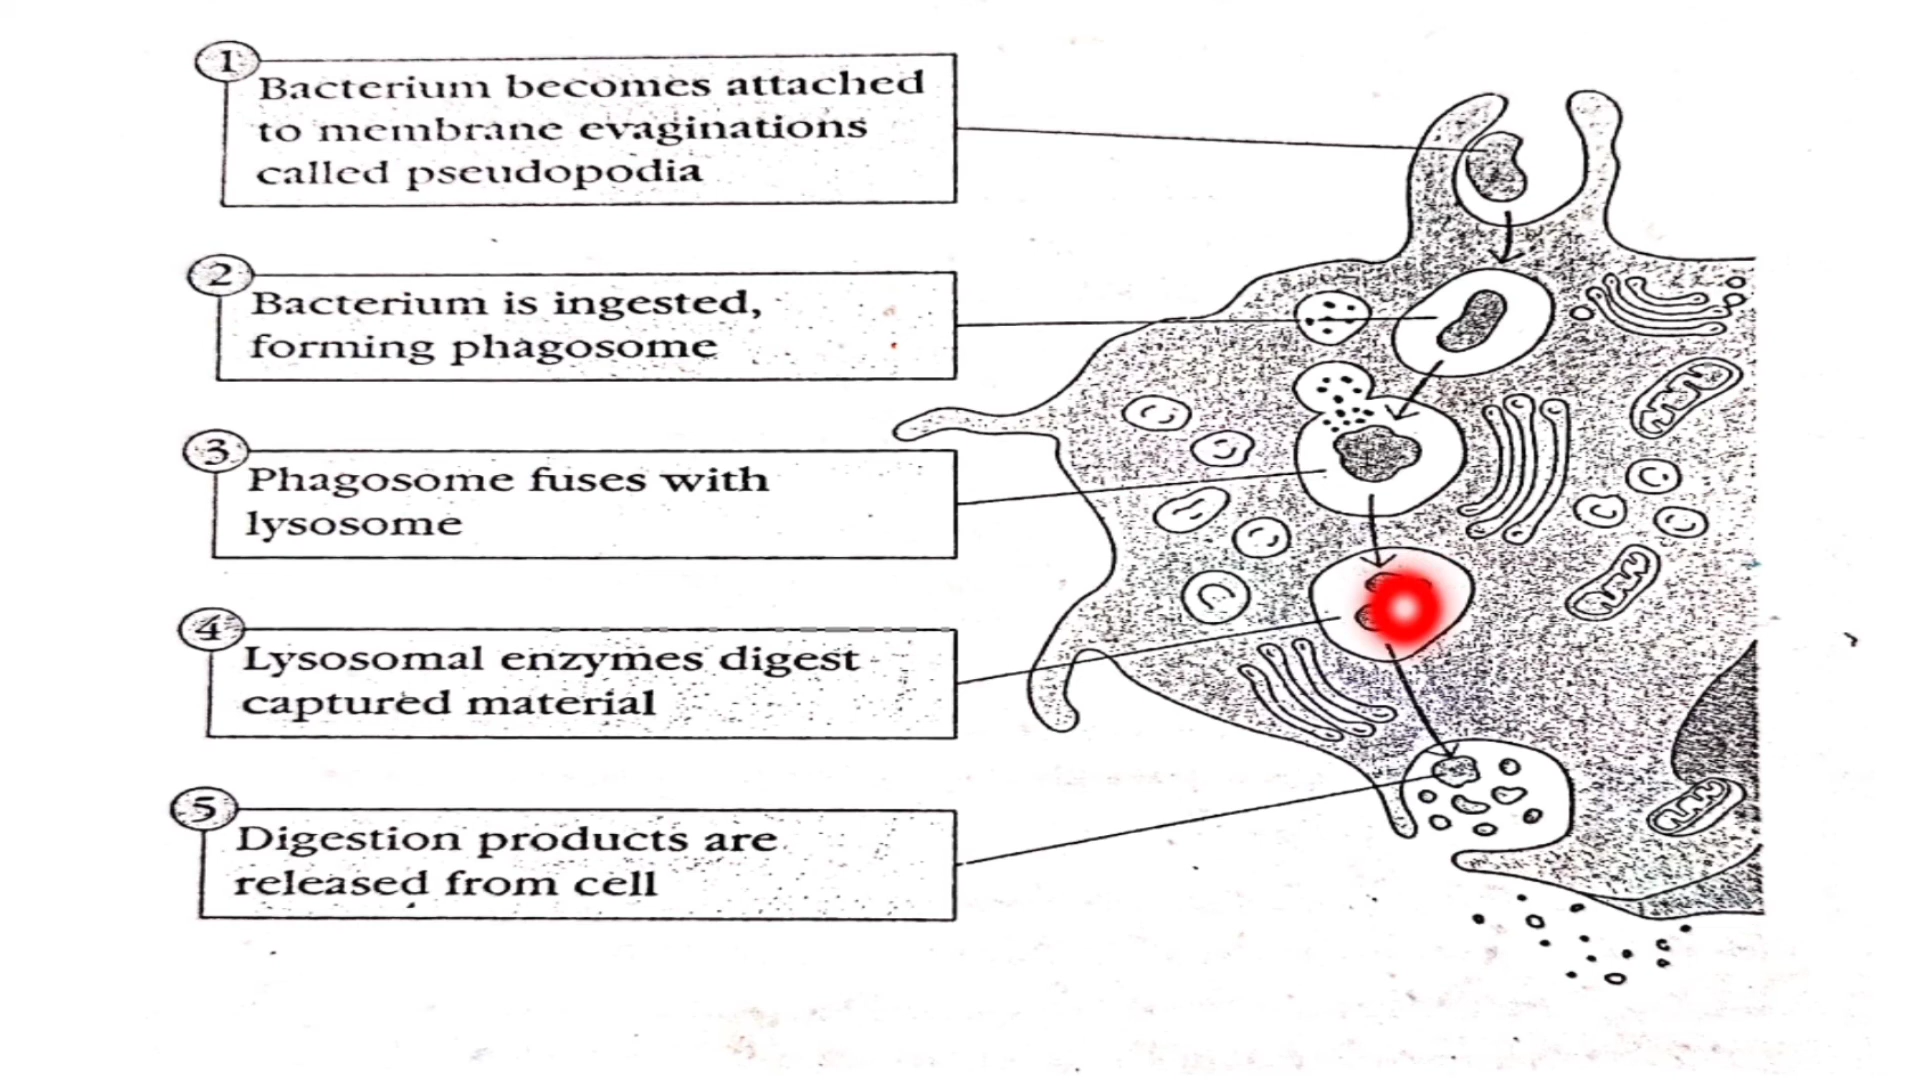 1
Bacterium becomes attached
to membrane evaginations
called pseudopodia
2
Bacterium is ingested,
forming phagosome
3
Phagosome fuses with
lysosome
4
Lysosomal enzymes digest
captured material
5
Digestion products are
released from cell